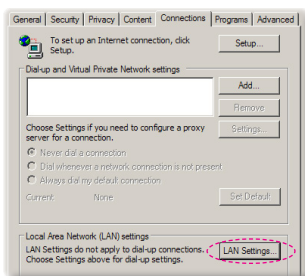 General Security Privacy Content Connections Programs Advanced
To set up an Internet connection, click
Setup.
Setup...
Dial-up and Virtual Private Network settings
Add...
Remove
Choose Settings if you need to configure a proxy
server for a connection.
Settings...
Never dial a connection
Dial whenever a network connection is not present
Always dial my default connection
Current
None
Set Default
Local Area Network (LAN) settings
LAN Settings do not apply to dial-up connections.
Choose Settings above for dial-up settings.
LAN Settings...